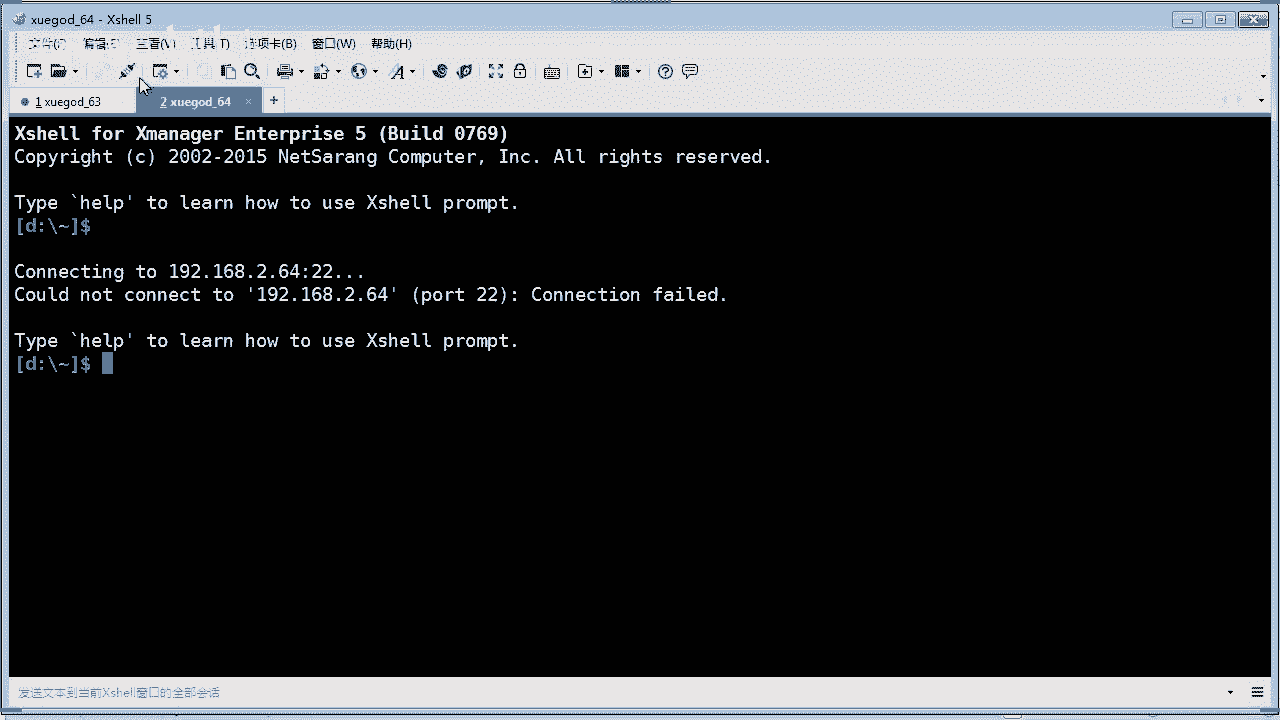 xuegod_64 - Xshell 5
文件(F) 编辑(E) 查看(V) 工具(T) 选项卡(B) 窗口(W) 帮助(H)
1 xuegod_63 2 xuegod_64 × +
Xshell for Xmanager Enterprise 5 (Build 0769)
Copyright (c) 2002-2015 NetSarang Computer, Inc. All rights reserved.
Type `help' to learn how to use Xshell prompt.
[d:\~]$
Connecting to 192.168.2.64:22...
Could not connect to '192.168.2.64' (port 22): Connection failed.
Type `help' to learn how to use Xshell prompt.
[d:\~]$
发送文本到当前Xshell窗口的全部会话